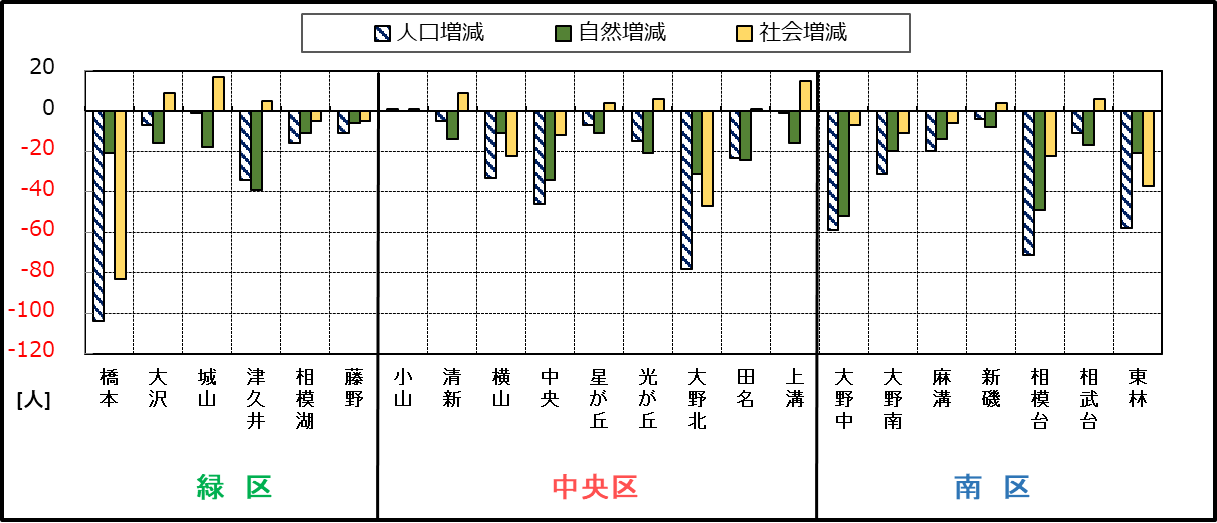 人口増減 自然増減 社会増減
20
0
-20
-40
-60
-80
-100
-120
[人]
橋本 大沢 城山 津久井 相模湖 藤野 小山 清新 横山 中央 星が丘 光が丘 大野北 田名 上溝 大野中 大野南 麻溝 新磯 相模台 相武台 東林
緑 区 中央区 南 区